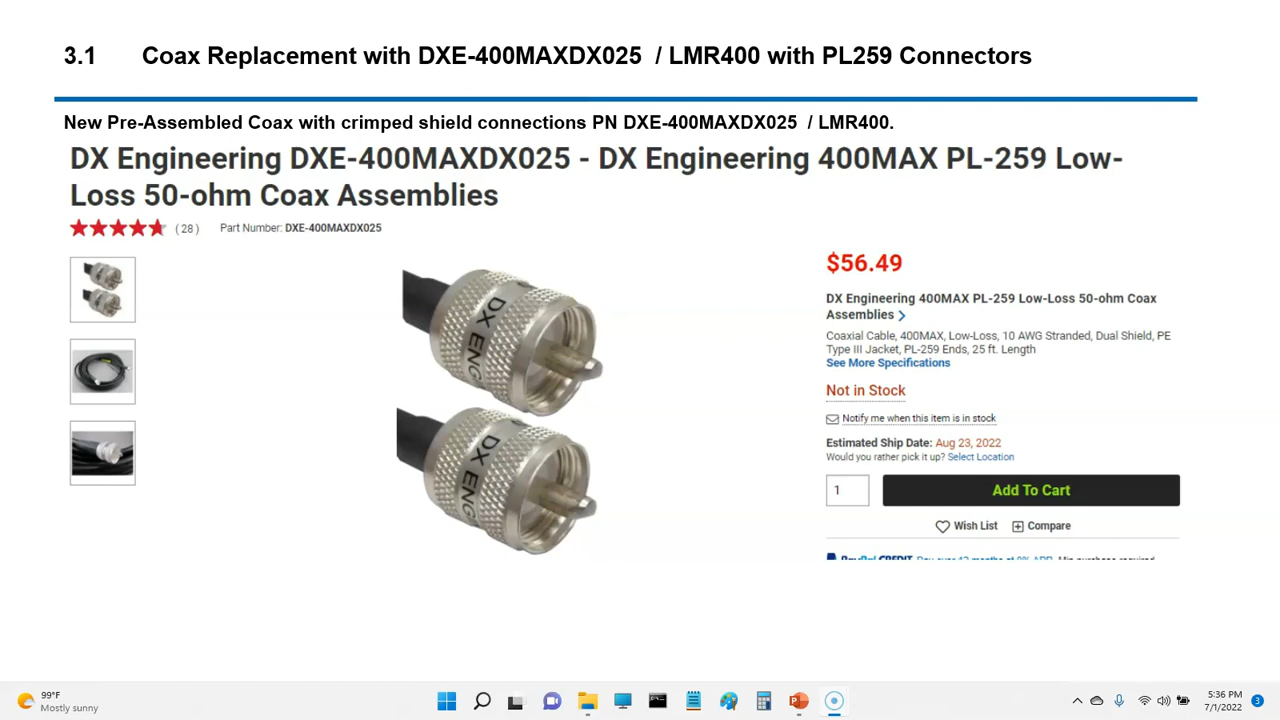 3.1 Coax Replacement with DXE-400MAXDX025 / LMR400 with PL259 Connectors
New Pre-Assembled Coax with crimped shield connections PN DXE-400MAXDX025 / LMR400.
DX Engineering DXE-400MAXDX025 - DX Engineering 400MAX PL-259 Low-
Loss 50-ohm Coax Assemblies
(28) Part Number: DXE-400MAXDX025
DX ENG
DX ENG
$56.49
DX Engineering 400MAX PL-259 Low-Loss 50-ohm Coax
Assemblies
Coaxial Cable, 400MAX, Low-Loss, 10 AWG Stranded, Dual Shield, PE
Type III Jacket, PL-259 Ends, 25 ft. Length
See More Specifications
Not in Stock
Notify me when this item is in stock
Estimated Ship Date: Aug 23, 2022
Would you rather pick it up? Select Location
1
Add To Cart
Wish List Compare
99°F
Mostly sunny
5:36 PM
7/1/2022
3